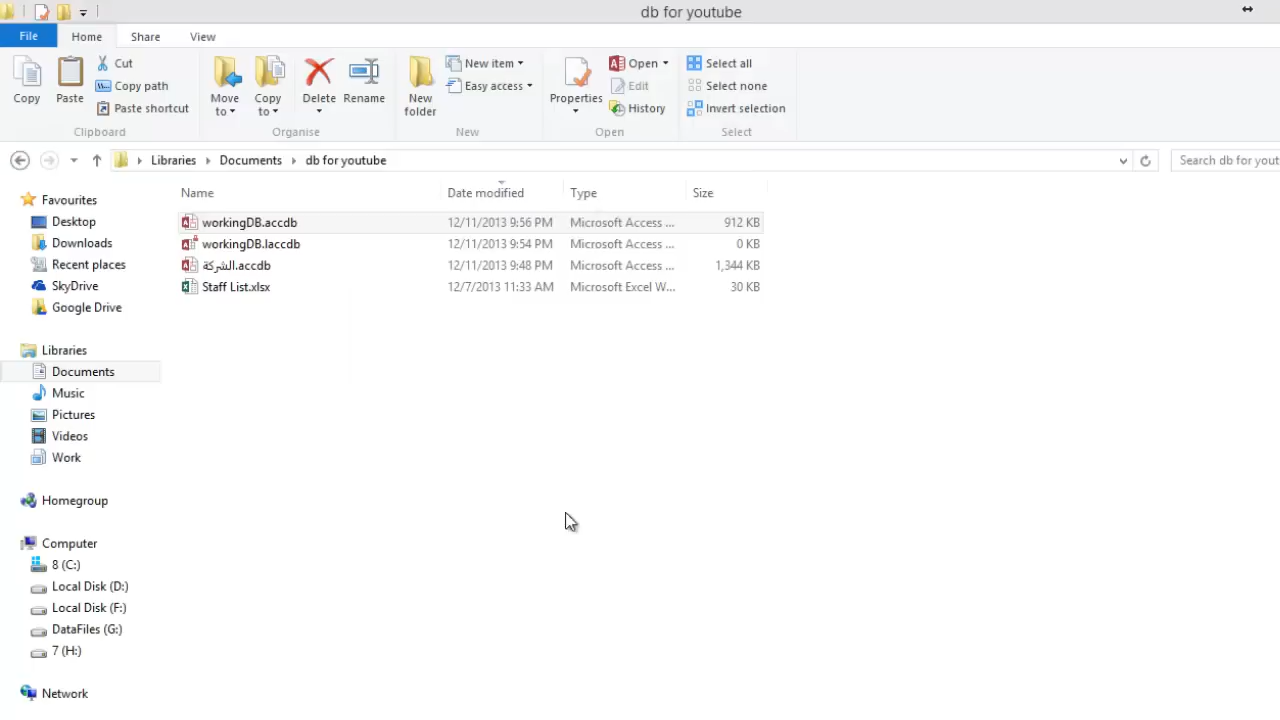 db for youtube
File Home Share View
Copy
Paste
Cut
Copy path
Paste shortcut
Clipboard
Move to
Copy to
Delete
Rename
Organise
New folder
New item
Easy access
New
Properties
Open
Edit
History
Open
Select all
Select none
Invert selection
Select
Libraries Documents db for youtube
Search db for yout
Favourites
Desktop
Downloads
Recent places
SkyDrive
Google Drive
Libraries
Documents
Music
Pictures
Videos
Work
Homegroup
Computer
8 (C:)
Local Disk (D:)
Local Disk (F:)
DataFiles (G:)
7 (H:)
Network
Name Date modified Type Size
workingDB.accdb 12/11/2013 9:56 PM Microsoft Access ... 912 KB
workingDB.laccdb 12/11/2013 9:54 PM Microsoft Access ... 0 KB
الشركة.accdb 12/11/2013 9:48 PM Microsoft Access ... 1,344 KB
Staff List.xlsx 12/7/2013 11:33 AM Microsoft Excel W... 30 KB